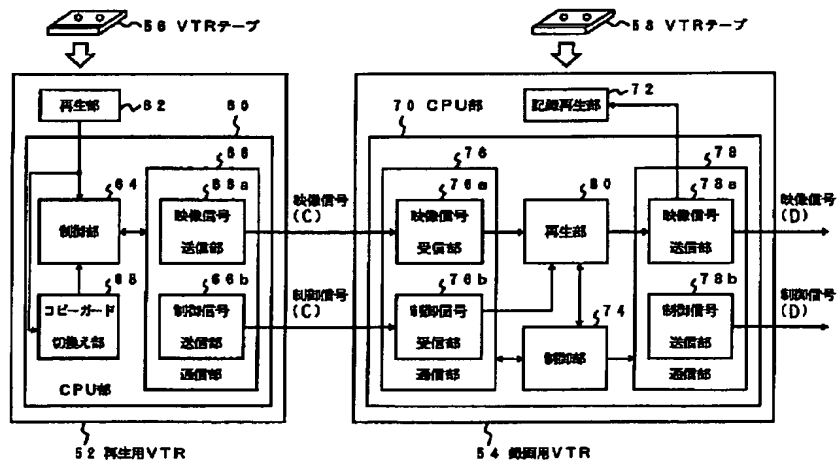 56 VTRテープ
58 VTRテープ
再生部
62
60
66
64
制御部
66a
映像信号
送信部
68
コピーガード
切換え部
66b
制御信号
送信部
通信部
CPU部
52 再生用VTR
映像信号
(C)
制御信号
(C)
70 CPU部
72
記録再生部
76
76a
映像信号
受信部
80
再生部
78
78a
映像信号
送信部
76b
制御信号
受信部
通信部
74
制御部
78b
制御信号
送信部
通信部
54 録画用VTR
映像信号
(D)
制御信号
(D)